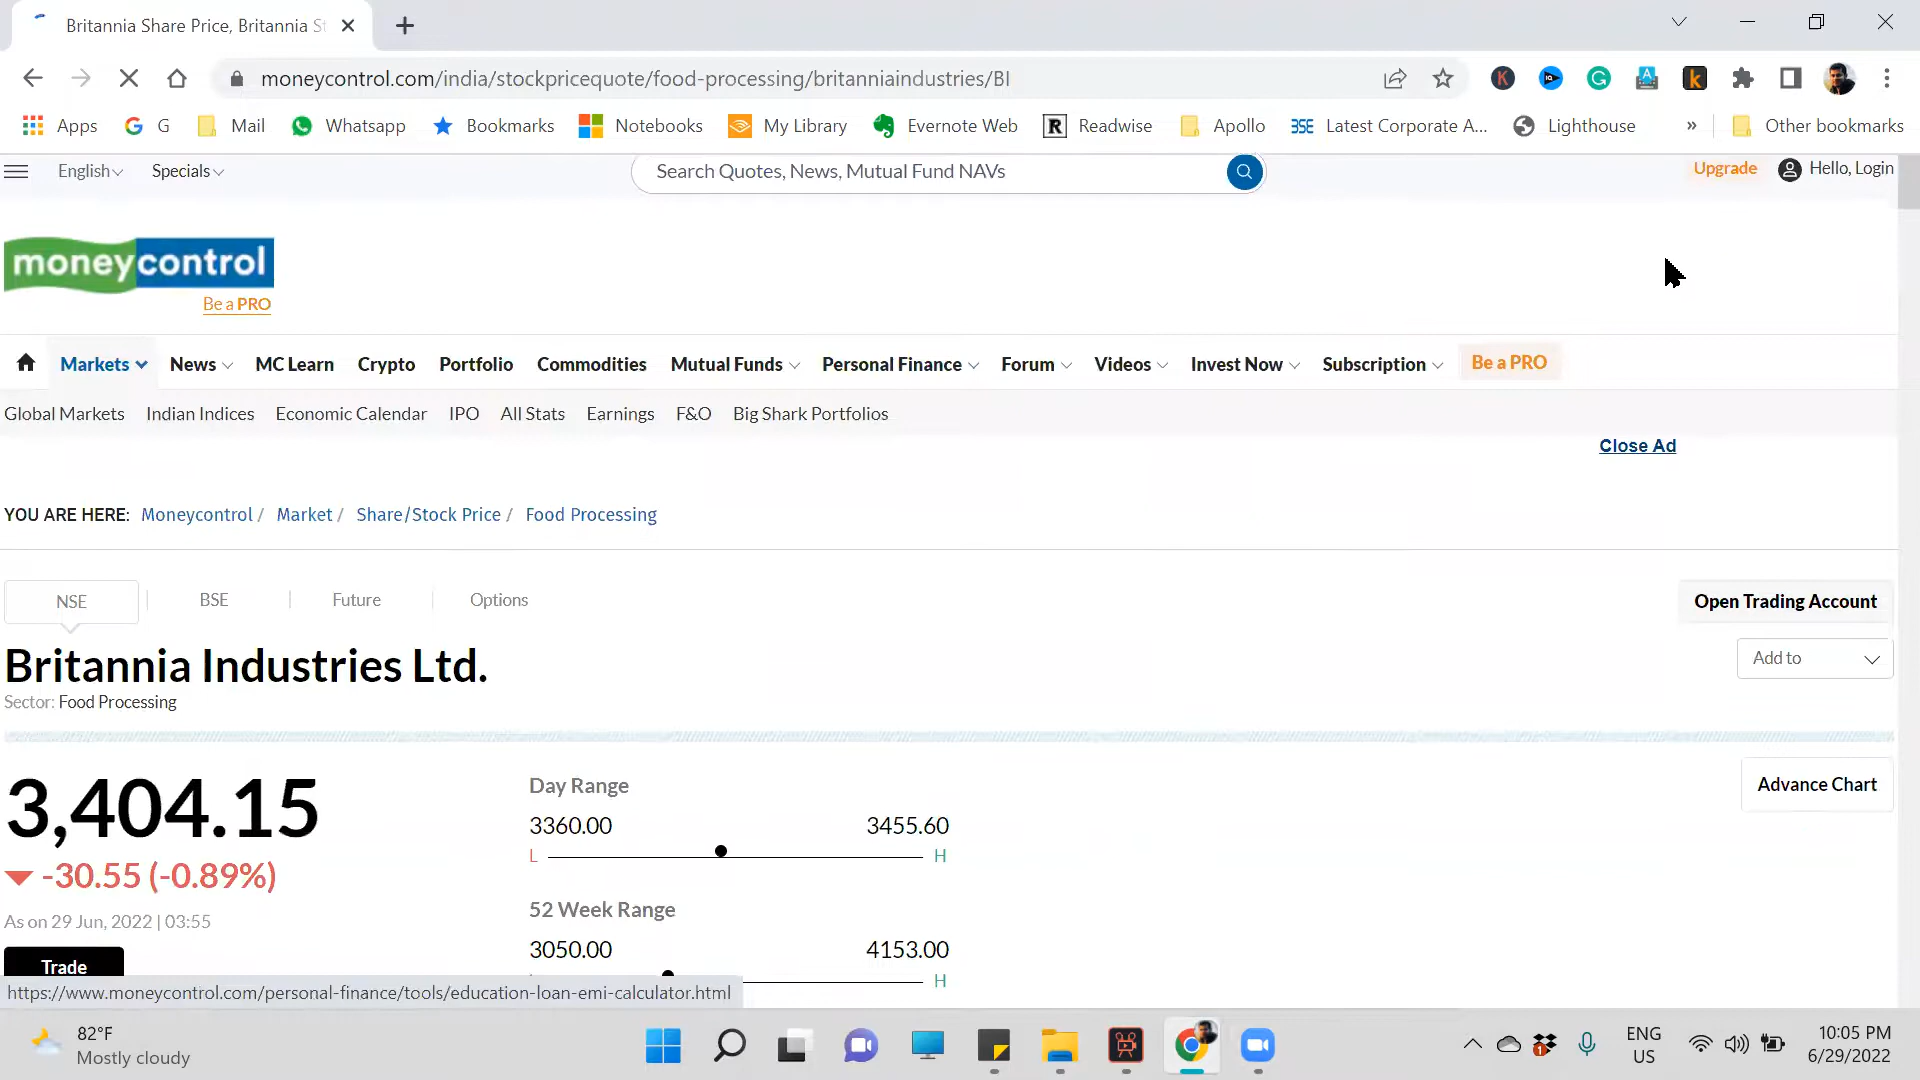 Britannia Share Price, Britannia St
moneycontrol.com/india/stockpricequote/food-processing/britanniaindustries/BI
Apps G Mail Whatsapp Bookmarks Notebooks My Library Evernote Web Readwise Apollo Latest Corporate A... Lighthouse » Other bookmarks
English Specials Search Quotes, News, Mutual Fund NAVs Upgrade Hello, Login
moneycontrol
Be a PRO
Markets News MC Learn Crypto Portfolio Commodities Mutual Funds Personal Finance Forum Videos Invest Now Subscription Be a PRO
Global Markets Indian Indices Economic Calendar IPO All Stats Earnings F&O Big Shark Portfolios
Close Ad
YOU ARE HERE: Moneycontrol / Market / Share/Stock Price / Food Processing
NSE BSE Future Options Open Trading Account
Britannia Industries Ltd. Add to
Sector: Food Processing
3,404.15 Day Range Advance Chart
3360.00 3455.60
L H
-30.55 (-0.89%)
52 Week Range
As on 29 Jun, 2022 | 03:55
3050.00 4153.00
Trade
H
https://www.moneycontrol.com/personal-finance/tools/education-loan-emi-calculator.html
82°F
Mostly cloudy
ENG
US
10:05 PM
6/29/2022